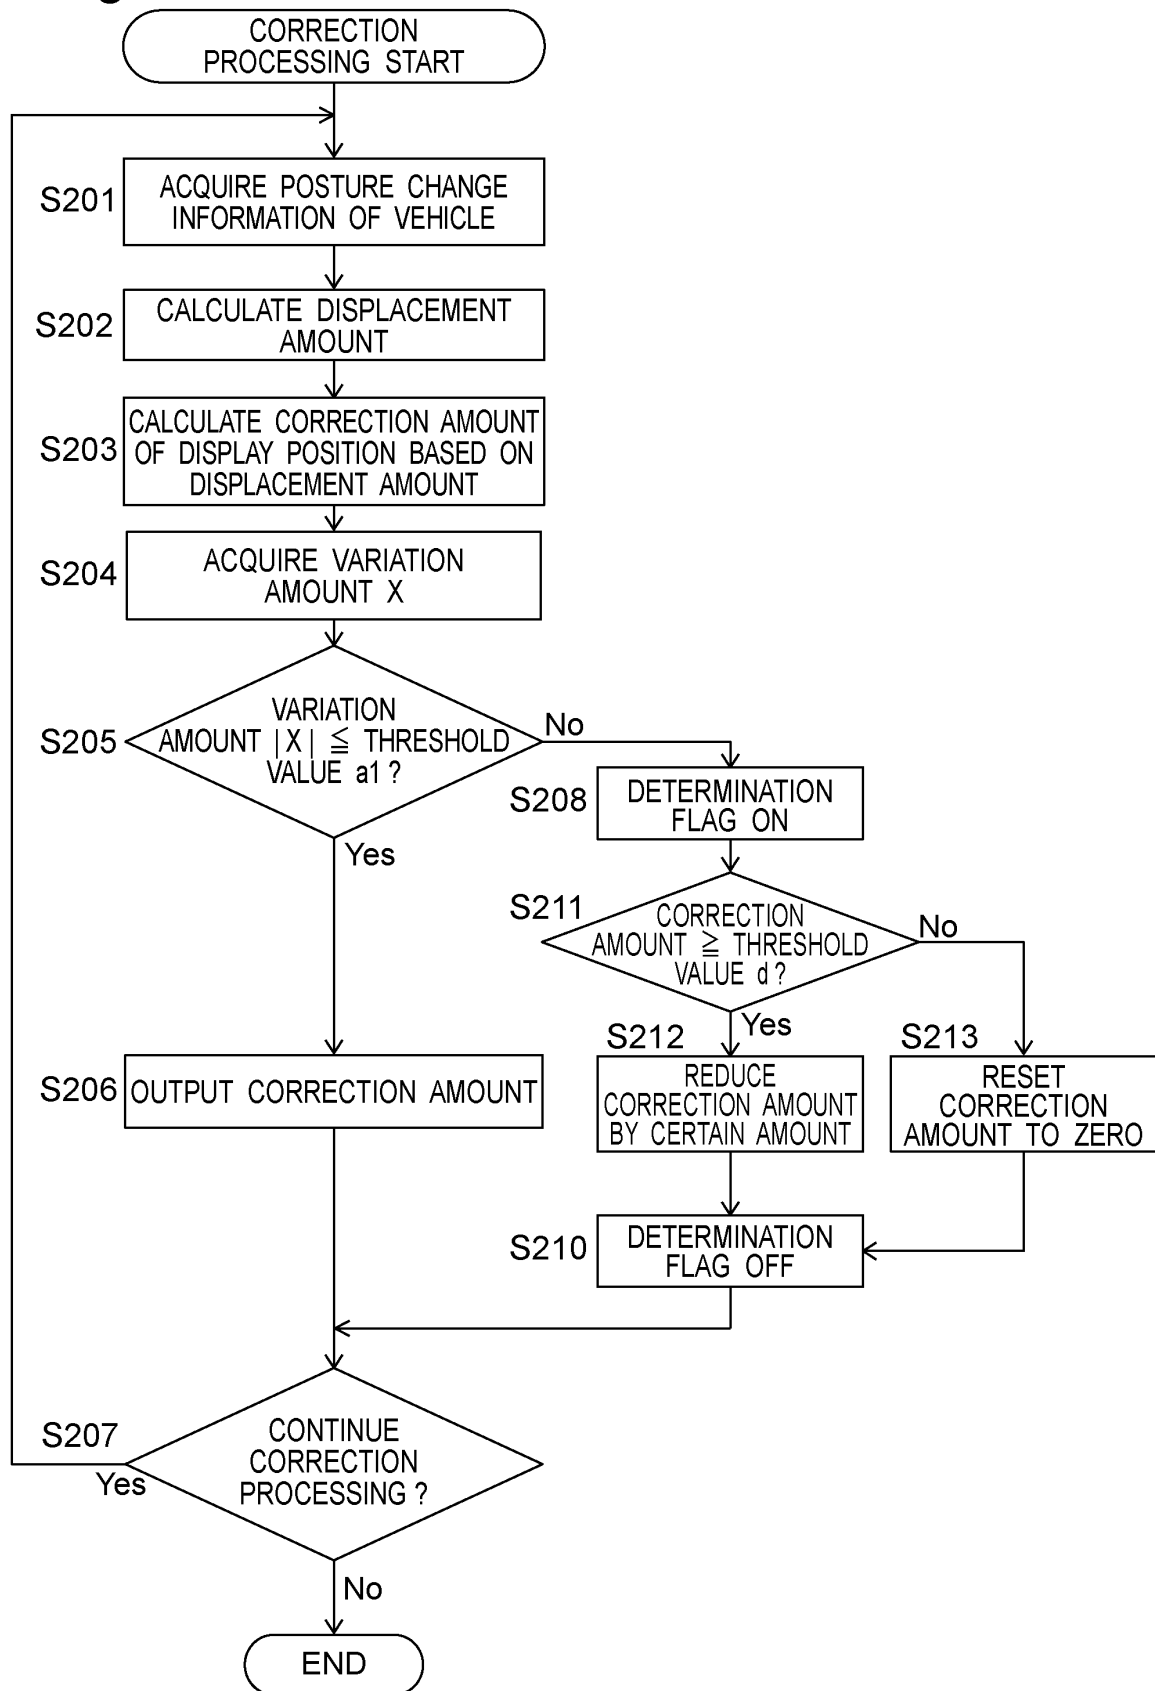 CORRECTION
PROCESSING START
S201
ACQUIRE POSTURE CHANGE
INFORMATION OF VEHICLE
S202
CALCULATE DISPLACEMENT
AMOUNT
S203
CALCULATE CORRECTION AMOUNT
OF DISPLAY POSITION BASED ON
DISPLACEMENT AMOUNT
S204
ACQUIRE VARIATION
AMOUNT X
S205
VARIATION
AMOUNT |X| ≦ THRESHOLD
VALUE a1?
No
Yes
S208
DETERMINATION
FLAG ON
S211
CORRECTION
AMOUNT ≧ THRESHOLD
VALUE d?
No
Yes
S212
REDUCE
CORRECTION AMOUNT
BY CERTAIN AMOUNT
S213
RESET
CORRECTION
AMOUNT TO ZERO
S206
OUTPUT CORRECTION AMOUNT
S210
DETERMINATION
FLAG OFF
S207
CONTINUE
CORRECTION
PROCESSING?
Yes
No
END